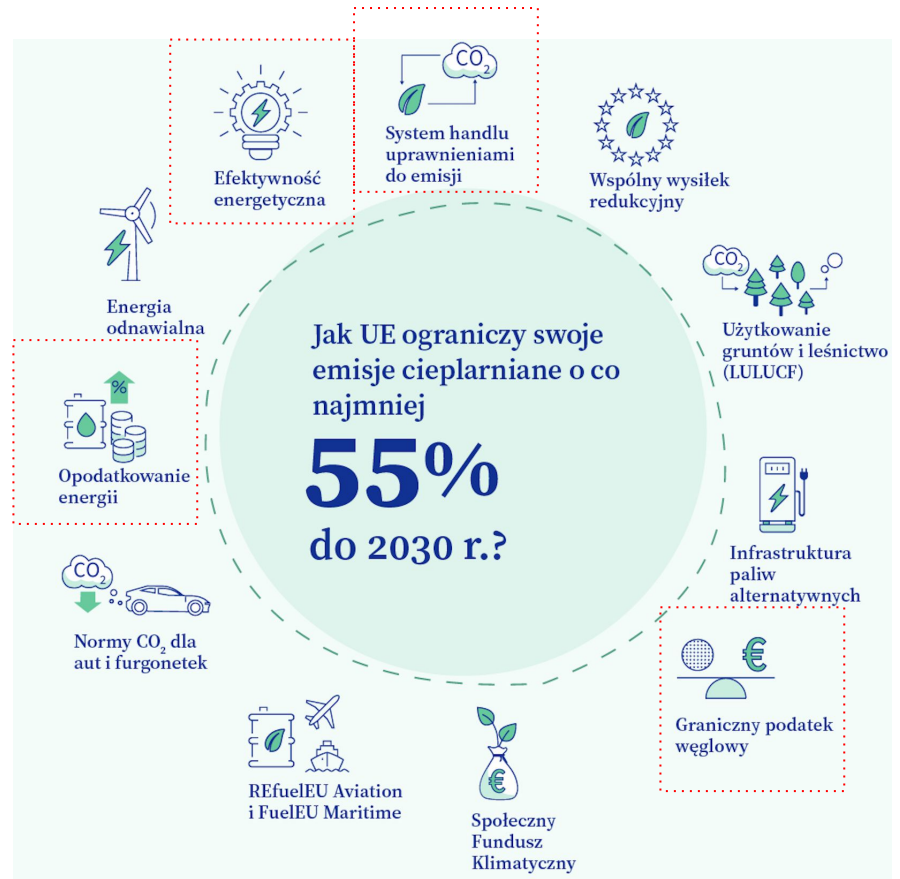 CO₂
System handlu
uprawnieniami
do emisji
Wspólny wysiłek
redukcyjny
CO₂
Użytkowanie
gruntów i leśnictwo
(LULUCF)
Infrastruktura
paliw
alternatywnych
€
Graniczny podatek
węglowy
€
Społeczny
Fundusz
Klimatyczny
REfuelEU Aviation
i FuelEU Maritime
CO₂
Normy CO₂ dla
aut i furgonetek
%
Opodatkowanie
energii
Energia
odnawialna
Efektywność
energetyczna
Jak UE ograniczy swoje
emisje cieplarniane o co
najmniej
55%
do 2030 r.?